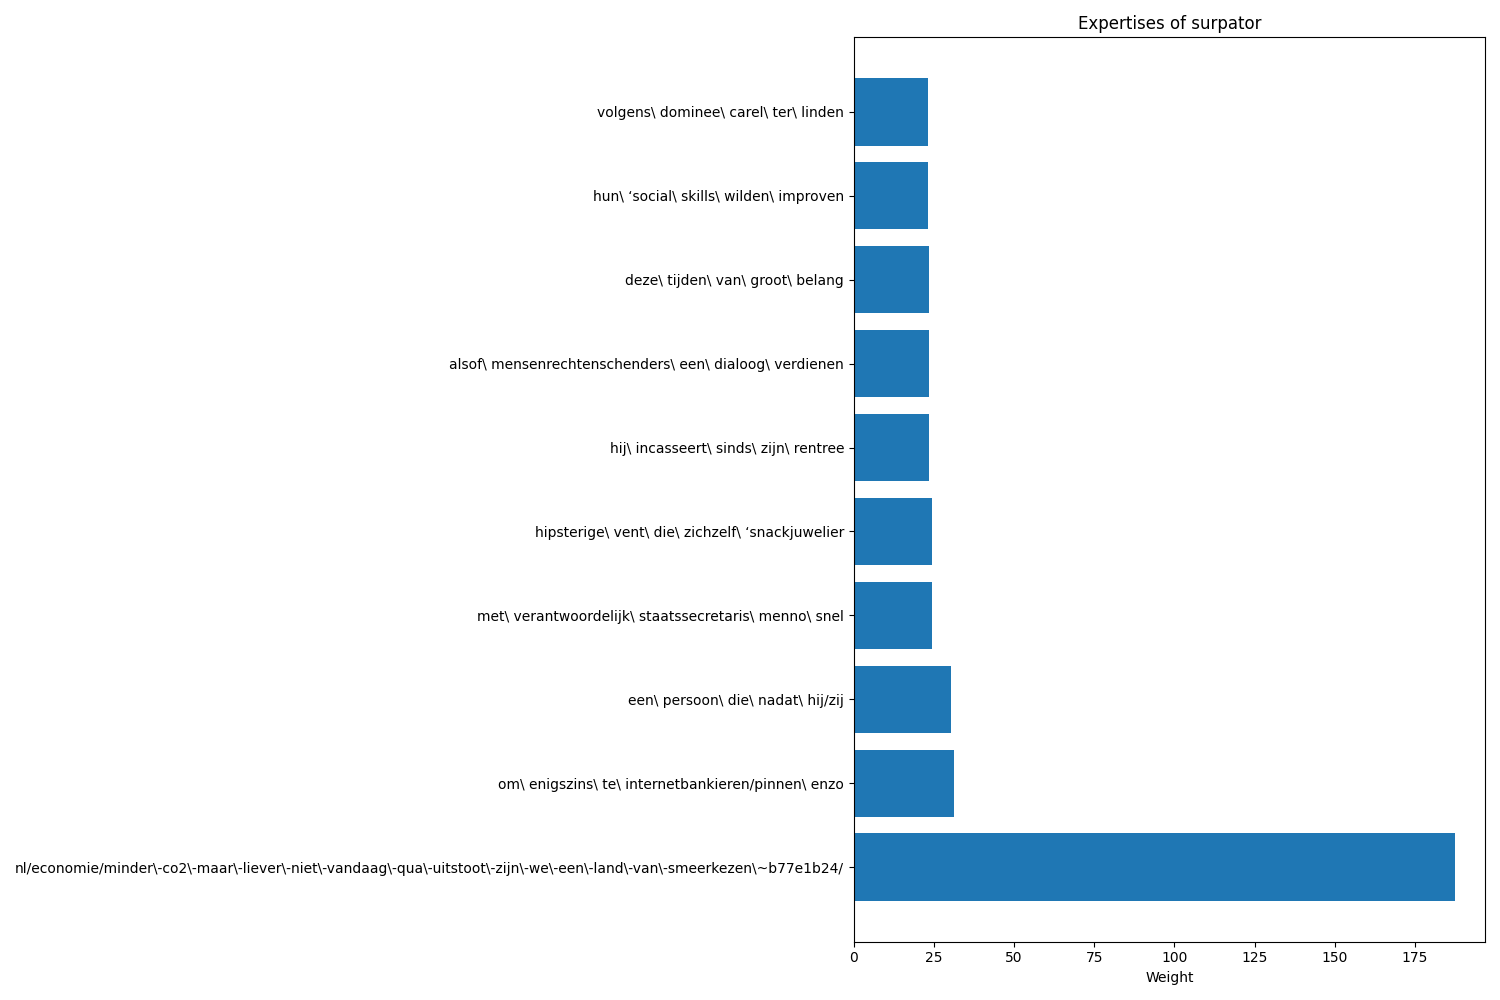 Expertises of surpator
volgens\ dominee\ carel\ ter\ linden
hun\ ‘social\ skills\ wilden\ improven
deze\ tijden\ van\ groot\ belang
alsof\ mensenrechtenschenders\ een\ dialoog\ verdienen
hij\ incasseert\ sinds\ zijn\ rentree
hipsterige\ vent\ die\ zichzelf\ ‘snackjuwelier
met\ verantwoordelijk\ staatssecretaris\ menno\ snel
een\ persoon\ die\ nadat\ hij/zij
om\ enigszins\ te\ internetbankieren/pinnen\ enzo
nl/economie/minder\-co2\-maar\-liever\-niet\-vandaag\-qua\-uitstoot\-zijn\-we\-een\-land\-van\-smeerkezen\~b77e1b24/
0 25 50 75 100 125 150 175
Weight